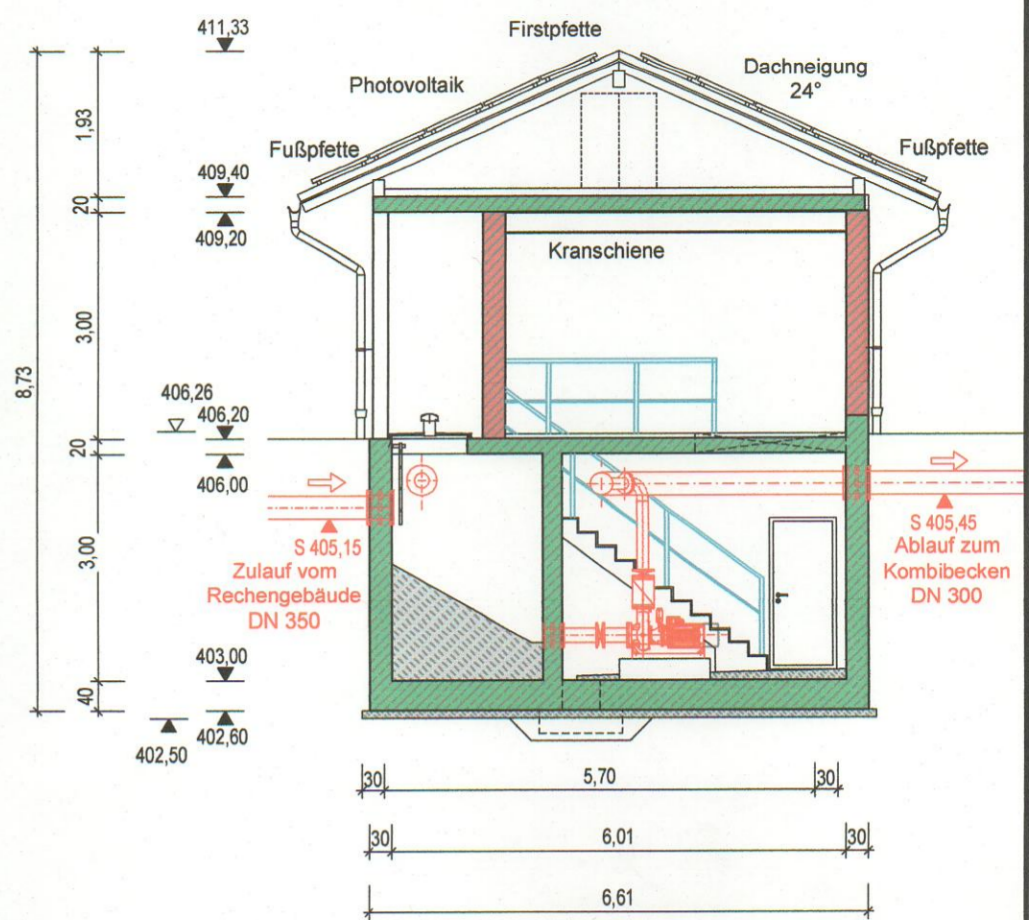 411,33
Firstpfette
Photovoltaik
Dachneigung
24°
1,93
Fußpfette
Fußpfette
409,40
20
409,20
Kranschiene
3,00
8,73
406,26
406,20
20
406,00
S 405,15
Zulauf vom
Rechengebäude
DN 350
S 405,45
Ablauf zum
Kombibecken
DN 300
3,00
403,00
40
402,60
402,50
30 5,70 30
30 6,01 30
6,61